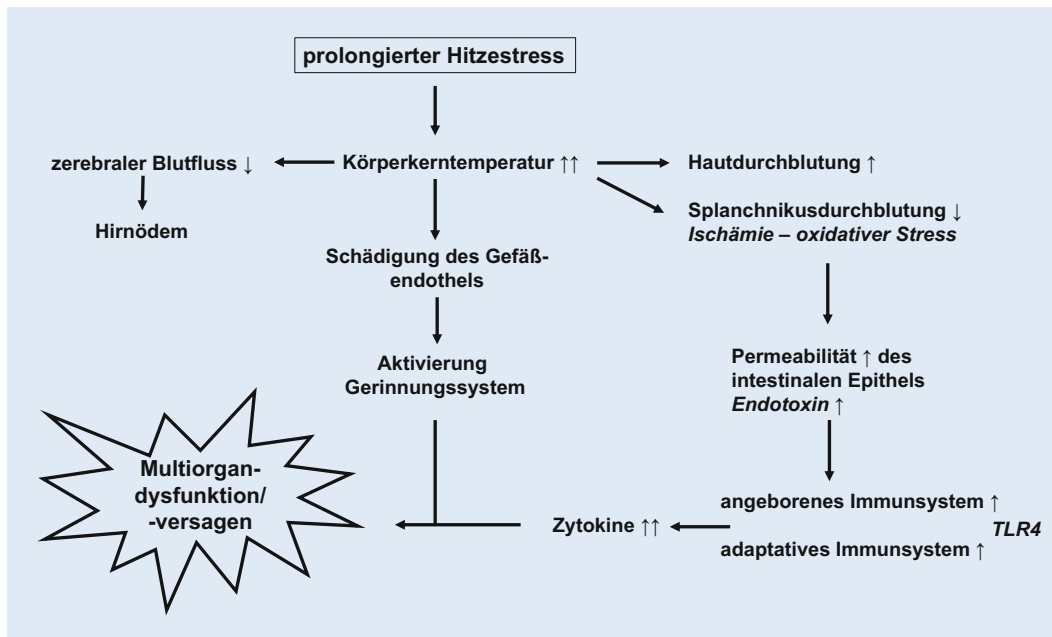 prolongierter Hitzestress
zerebraler Blutfluss ↓
Körperkerntemperatur ↑↑
Hautdurchblutung ↑
Hirnödem
Splanchnikusdurchblutung ↓
Ischämie – oxidativer Stress
Schädigung des Gefäß-
endothels
Aktivierung
Gerinnungssystem
Permeabilität ↑ des
intestinalen Epithels
Endotoxin ↑
Multiorgan-
dysfunktion/
-versagen
Zytokine ↑↑
angeborenes Immunsystem ↑
TLR4
adaptatives Immunsystem ↑